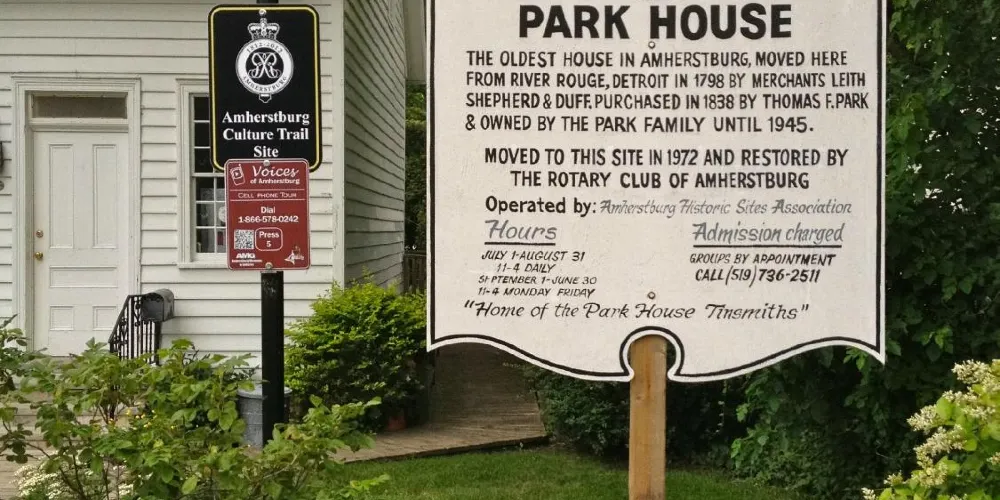 1812-2012
AMHERSTBURG
Amherstburg
Culture Trail
Site
Voices
of Amherstburg
CELL PHONE TOUR
Dial
1-866-578-0242
Press
5
PARK HOUSE
THE OLDEST HOUSE IN AMHERSTBURG, MOVED HERE
FROM RIVER ROUGE, DETROIT IN 1798 BY MERCHANTS LEITH
SHEPHERD & DUFF. PURCHASED IN 1838 BY THOMAS F. PARK
& OWNED BY THE PARK FAMILY UNTIL 1945.
MOVED TO THIS SITE IN 1972 AND RESTORED BY
THE ROTARY CLUB OF AMHERSTBURG
Operated by: Amherstburg Historic Sites Association
Hours
JULY 1-AUGUST 31
11-4 DAILY
SEPTEMBER 1-JUNE 30
11-4 MONDAY FRIDAY
Admission charged
GROUPS BY APPOINTMENT
CALL (519) 736-2511
"Home of the Park House Tinsmiths"